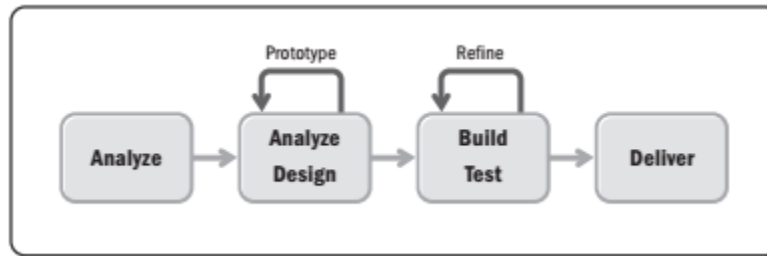 Prototype
Refine
Analyze
Analyze
Design
Build
Test
Deliver